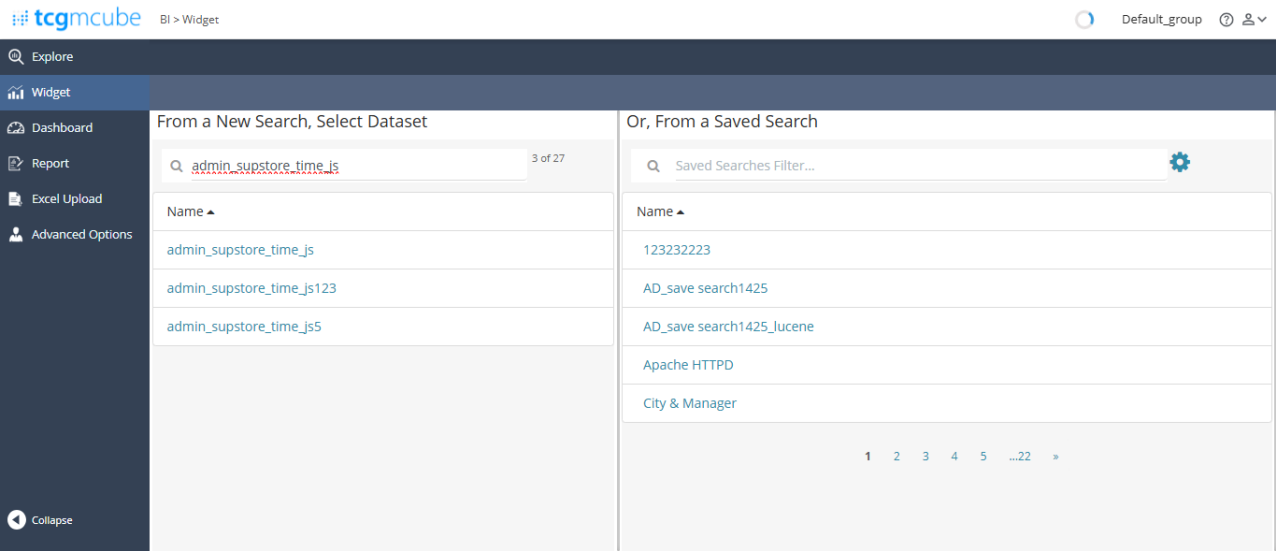 tcgmcube
BI > Widget
Default_group
Explore
Widget
Dashboard
Report
Excel Upload
Advanced Options
Collapse
From a New Search, Select Dataset
admin_supstore_time_js
3 of 27
Name
admin_supstore_time_js
admin_supstore_time_js123
admin_supstore_time_js5
Or, From a Saved Search
Saved Searches Filter...
Name
123232223
AD_save search1425
AD_save search1425_lucene
Apache HTTPD
City & Manager
1 2 3 4 5 ...22 »